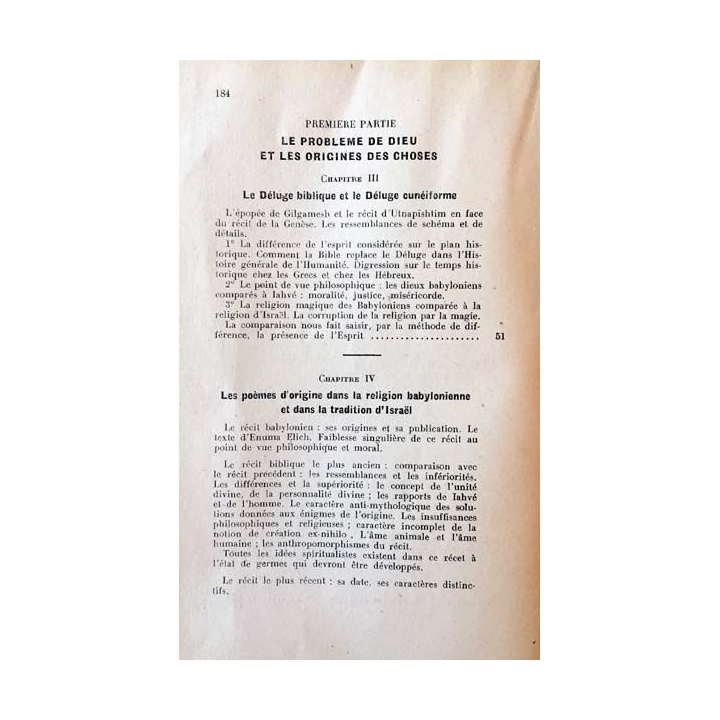 184
PREMIERE PARTIE
LE PROBLEME DE DIEU
ET LES ORIGINES DES CHOSES
CHAPITRE III
Le Déluge biblique et le Déluge cunéiforme
L'épopée de Gilgamesh et le récit d'Utnapishtim en face
du récit de la Genèse. Les ressemblances de schéma et de
détails.
1° La différence de l'esprit considérée sur le plan his-
torique. Comment la Bible replace le Déluge dans l'His-
toire générale de l'Humanité. Digression sur le temps his-
torique chez les Grecs et chez les Hébreux.
2° Le point de vue philosophique : les dieux babyloniens
comparés à Iahvé : moralité, justice, miséricorde.
3° La religion magique des Babyloniens comparée à la
religion d'Israël. La corruption de la religion par la magie.
La comparaison nous fait saisir, par la méthode de dif-
férence, la présence de l'Esprit ...................... 51
CHAPITRE IV
Les poèmes d'origine dans la religion babylonienne
et dans la tradition d'Israël
Le récit babylonien : ses origines et sa publication. Le
texte d'Enuma Elich. Faiblesse singulière de ce récit au
point de vue philosophique et moral.
Le récit biblique le plus ancien : comparaison avec
le récit précédent : les ressemblances et les infériorités.
Les différences et la supériorité : le concept de l'unité
divine, de la personnalité divine ; les rapports de Iahvé
et de l'homme. Le caractère anti-mythologique des solu-
tions données aux énigmes de l'origine. Les insuffisances
philosophiques et religieuses ; caractère incomplet de la
notion de création ex-nihilo . L'âme animale et l'âme
humaine ; les anthropomorphismes du récit.
Toutes les idées spiritualistes existent dans ce récet à
l'état de germet qui devront être développés.
Le récit le plus récent : sa date, ses caractères distinc-
tifs.